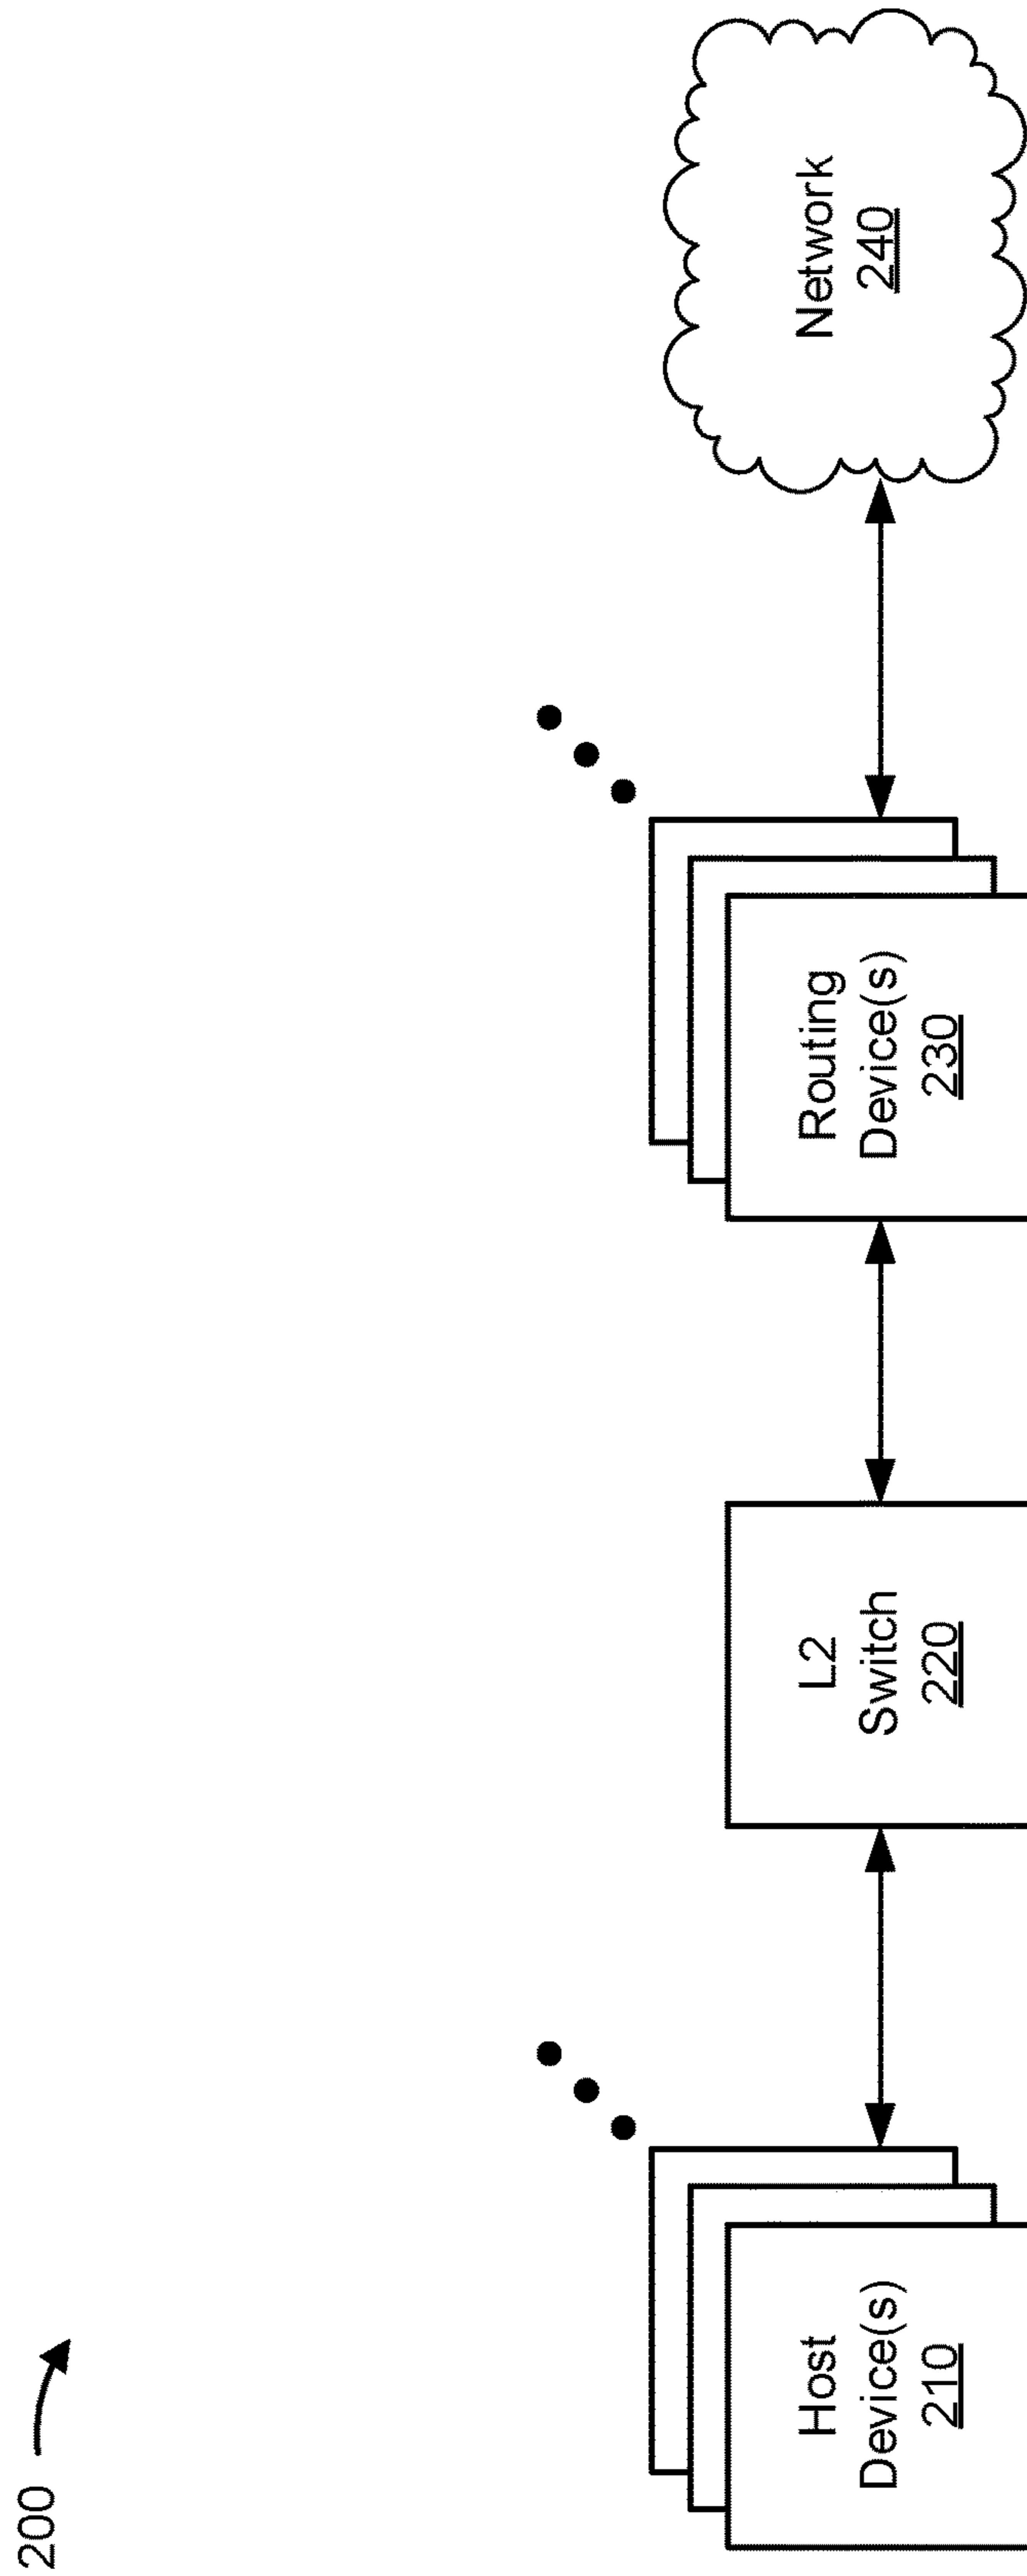 200
Host
Device(s)
210
L2
Switch
220
Routing
Device(s)
230
Network
240